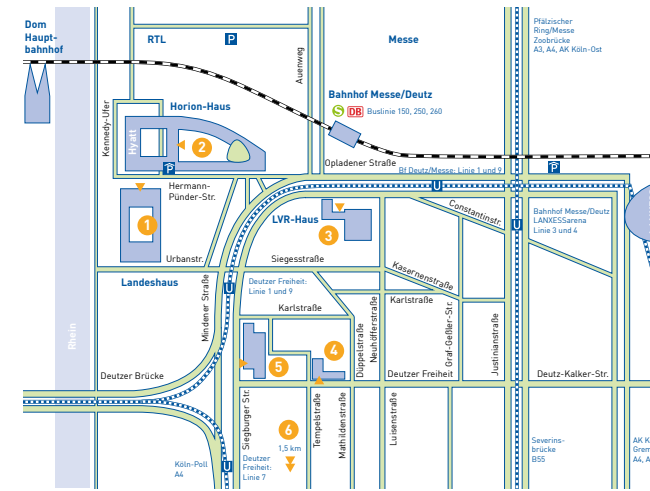 Dom
Haupt-
bahnhof
RTL
P
Messe
Pfälzischer
Ring/Messe
Zoobrücke
A3, A4, AK Köln-Ost
Auenweg
Bahnhof Messe/Deutz
S DB Buslinie 150, 250, 260
Kennedy-Ufer
Horion-Haus
Hyatt
2
P
Opladener Straße
Bf Deutz/Messe: Linie 1 und 9
P
U
Hermann-
Pünder-Str.
1
LVR-Haus
3
Constantinstr.
U
Bahnhof Messe/Deutz
LANXESSarena
Linie 3 und 4
Urbanstr.
Siegesstraße
Landeshaus
Mindener Straße
U
Deutzer Freiheit:
Linie 1 und 9
Kasernenstraße
Karlstraße
Karlstraße
Rhein
Düppelstraße
Neuhöfferstraße
Graf-Geßler-Str.
Justinianstraße
4
5
Deutzer Brücke
Deutzer Freiheit
Deutz-Kalker-Str.
Siegburger Str.
6
1,5 km
Tempelstraße
Mathildenstraße
Luisenstraße
Köln-Poll
A4
U
Deutzer
Freiheit:
Linie 7
Severins-
brücke
B55
AK K
Grem
A4, A